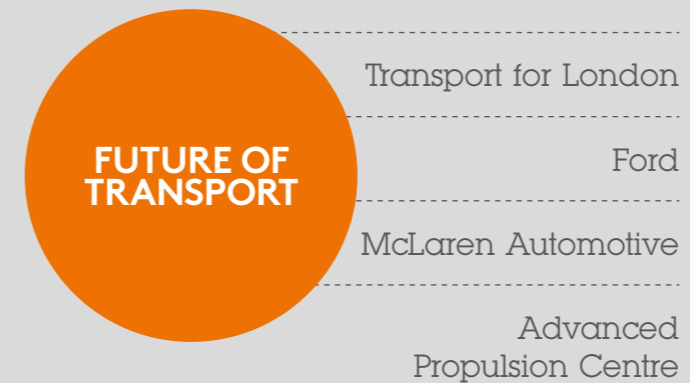 FUTURE OF
TRANSPORT
Transport for London
Ford
McLaren Automotive
Advanced
Propulsion Centre